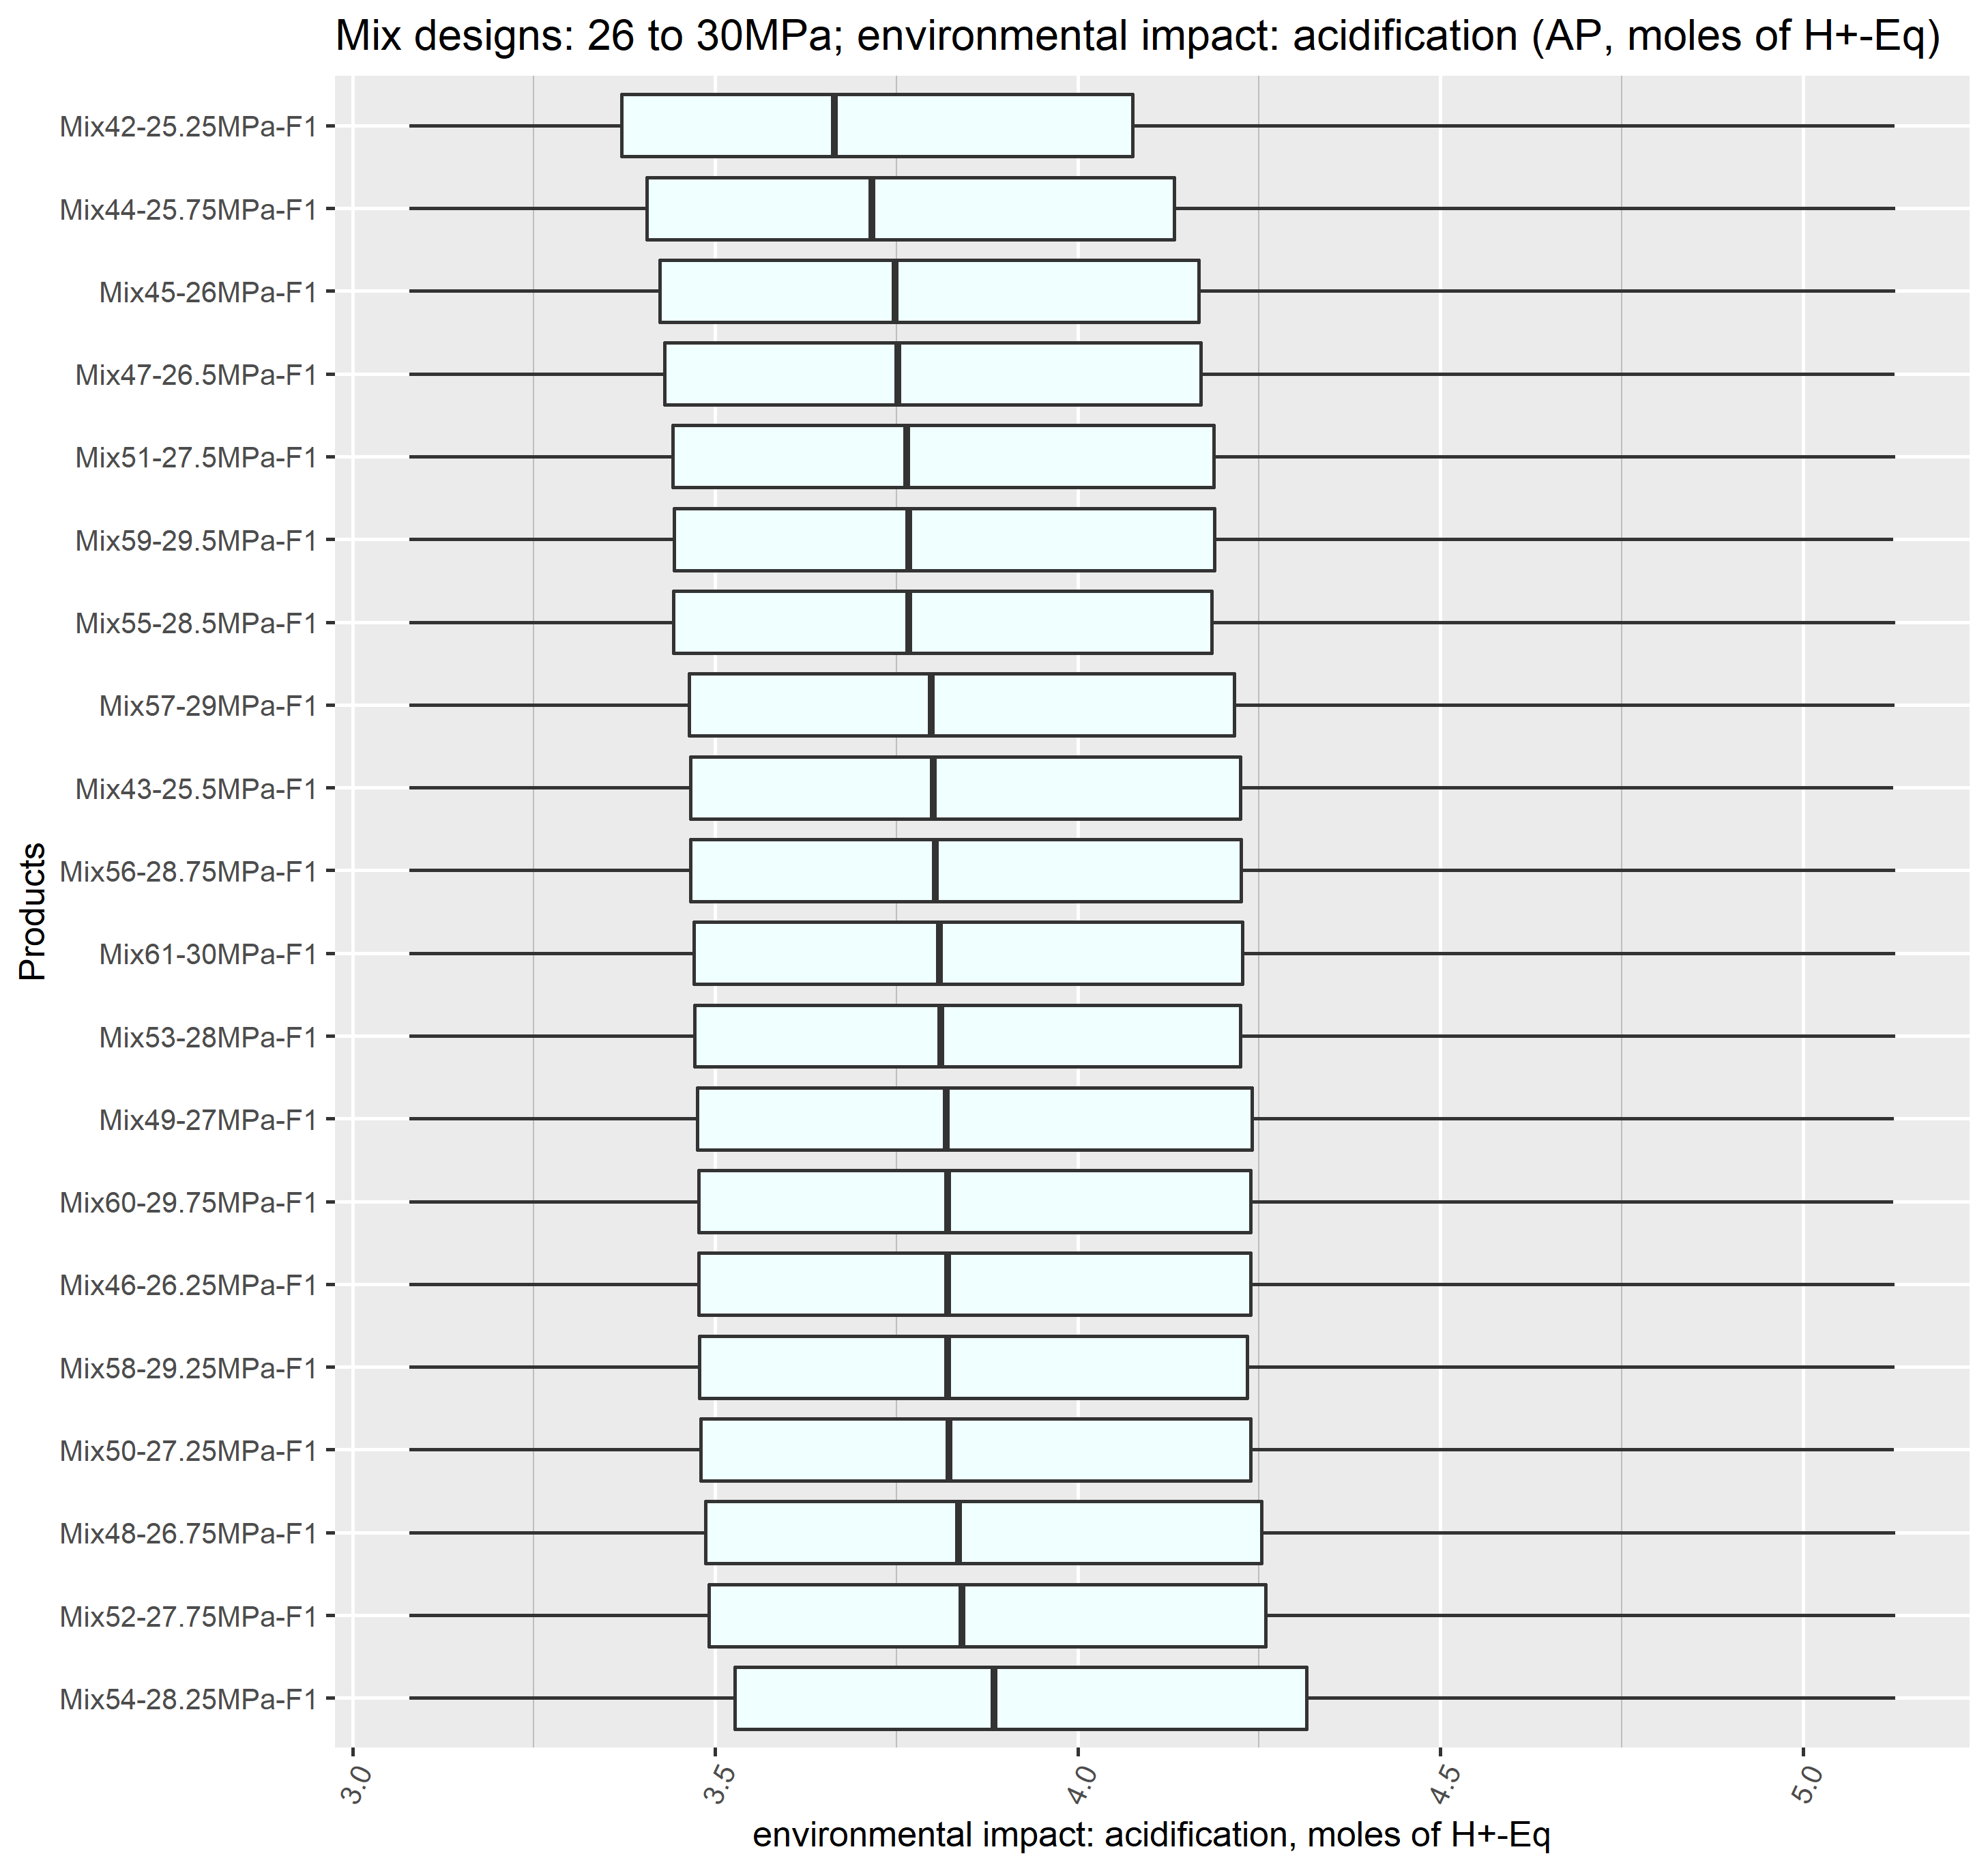 Mix designs: 26 to 30MPa; environmental impact: acidification (AP, moles of H+-Eq)
Mix42-25.25MPa-F1
Mix44-25.75MPa-F1
Mix45-26MPa-F1
Mix47-26.5MPa-F1
Mix51-27.5MPa-F1
Mix59-29.5MPa-F1
Mix55-28.5MPa-F1
Mix57-29MPa-F1
Mix43-25.5MPa-F1
Mix56-28.75MPa-F1
Mix61-30MPa-F1
Mix53-28MPa-F1
Mix49-27MPa-F1
Mix60-29.75MPa-F1
Mix46-26.25MPa-F1
Mix58-29.25MPa-F1
Mix50-27.25MPa-F1
Mix48-26.75MPa-F1
Mix52-27.75MPa-F1
Mix54-28.25MPa-F1
Products
3.0 3.5 4.0 4.5 5.0
environmental impact: acidification, moles of H+-Eq